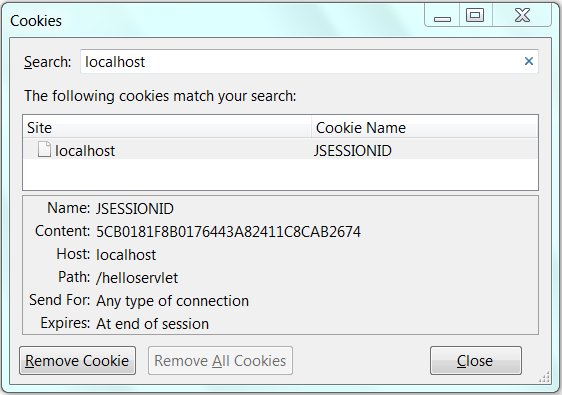 Cookies
Search: localhost
The following cookies match your search:
Site Cookie Name
localhost JSESSIONID
Name: JSESSIONID
Content: 5CB0181F8B0176443A82411C8CAB2674
Host: localhost
Path: /helloservlet
Send For: Any type of connection
Expires: At end of session
Remove Cookie Remove All Cookies Close